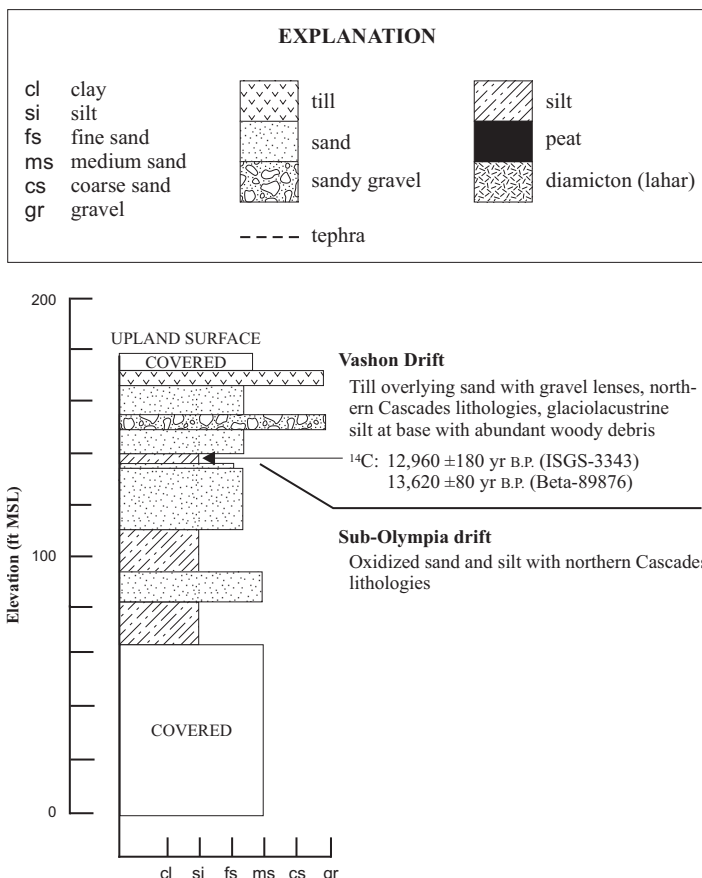 EXPLANATION
cl clay
si silt
fs fine sand
ms medium sand
cs coarse sand
gr gravel
till
sand
sandy gravel
tephra
silt
peat
diamicton (lahar)
200
UPLAND SURFACE
COVERED
Vashon Drift
Till overlying sand with gravel lenses, north-
ern Cascades lithologies, glaciolacustrine
silt at base with abundant woody debris
¹⁴C: 12,960 ±180 yr B.P. (ISGS-3343)
13,620 ±80 yr B.P. (Beta-89876)
Sub-Olympia drift
Oxidized sand and silt with northern Cascades
lithologies
100
Elevation (ft MSL)
COVERED
0
cl si fs ms cs gr